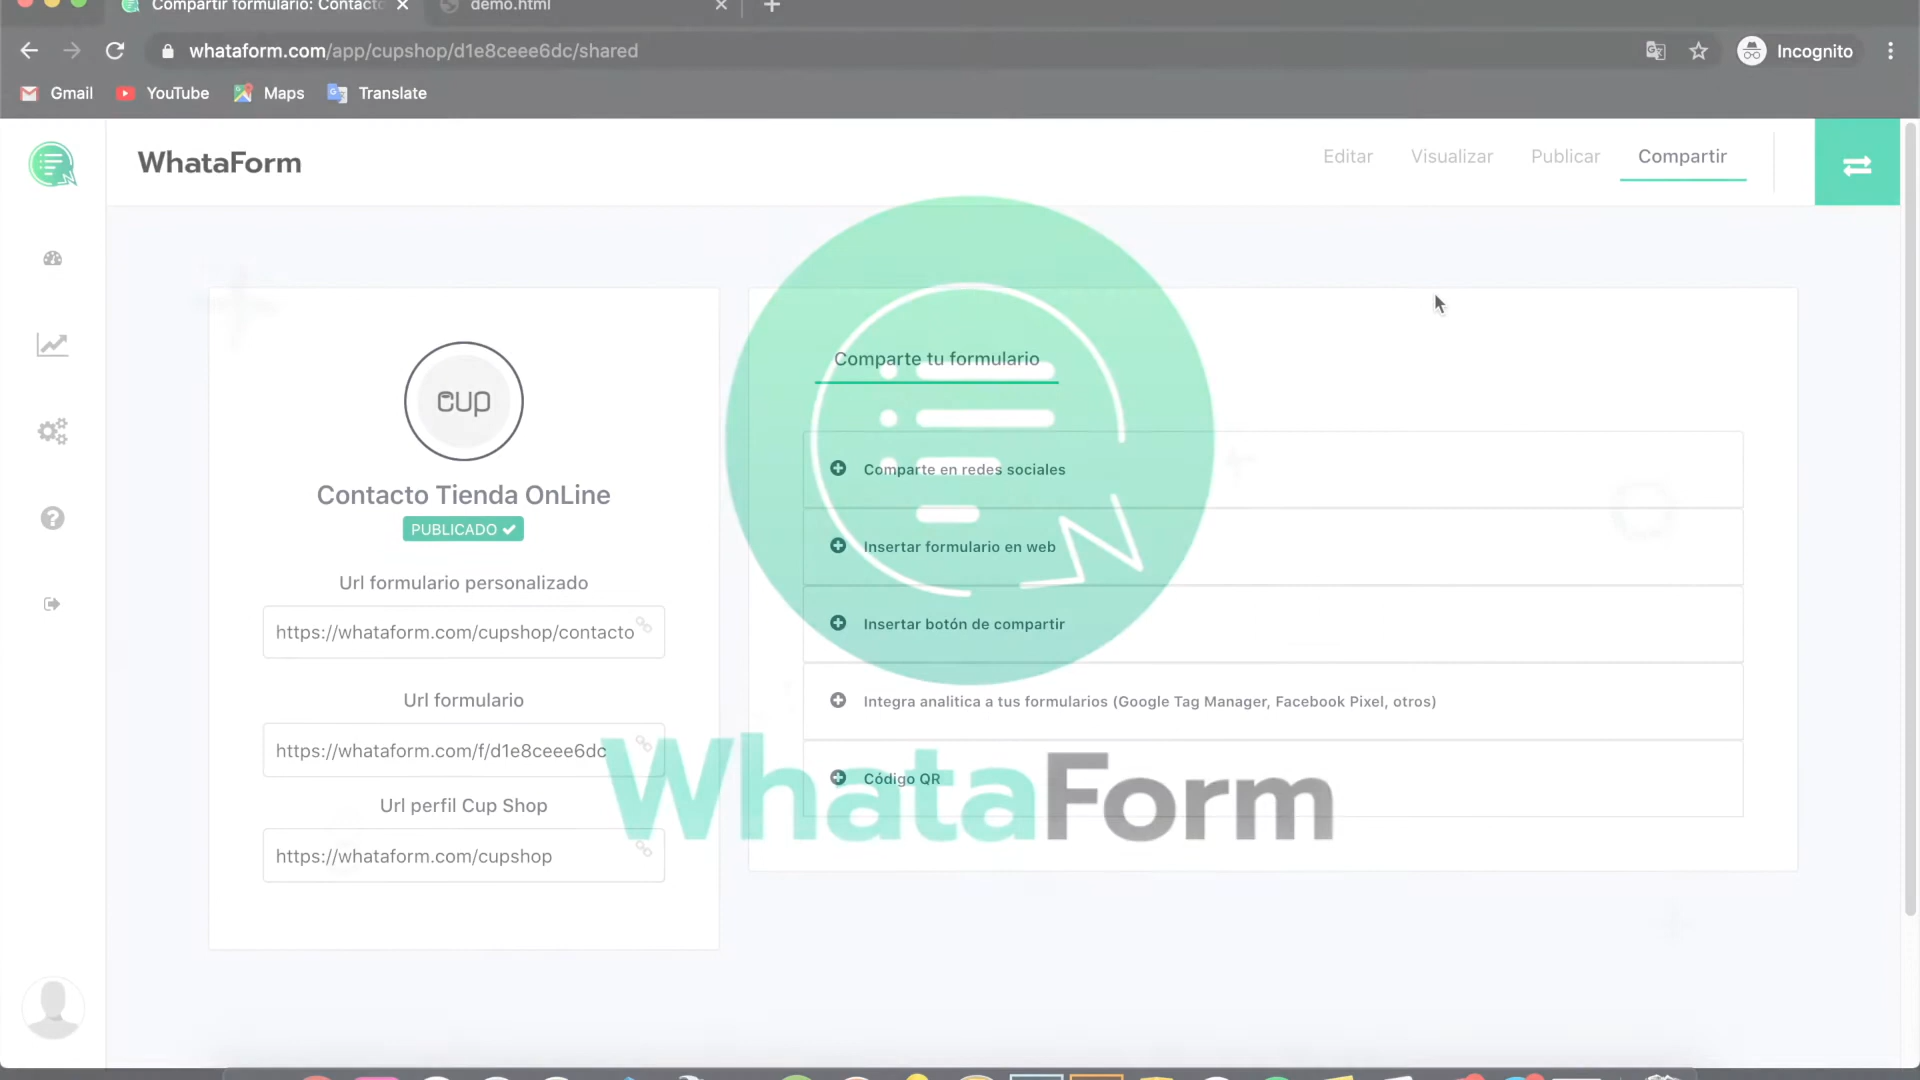 Compartir formulario: Contacto
demo.html
whataform.com/app/cupshop/d1e8ceee6dc/shared
Incognito
Gmail
YouTube
Maps
Translate
WhataForm
Editar
Visualizar
Publicar
Compartir
cup
Contacto Tienda OnLine
PUBLICADO
Url formulario personalizado
https://whataform.com/cupshop/contacto
Url formulario
https://whataform.com/f/d1e8ceee6dc
Url perfil Cup Shop
https://whataform.com/cupshop
Comparte tu formulario
Comparte en redes sociales
Insertar formulario en web
Insertar botón de compartir
Integra analitica a tus formularios (Google Tag Manager, Facebook Pixel, otros)
Código QR
WhataForm